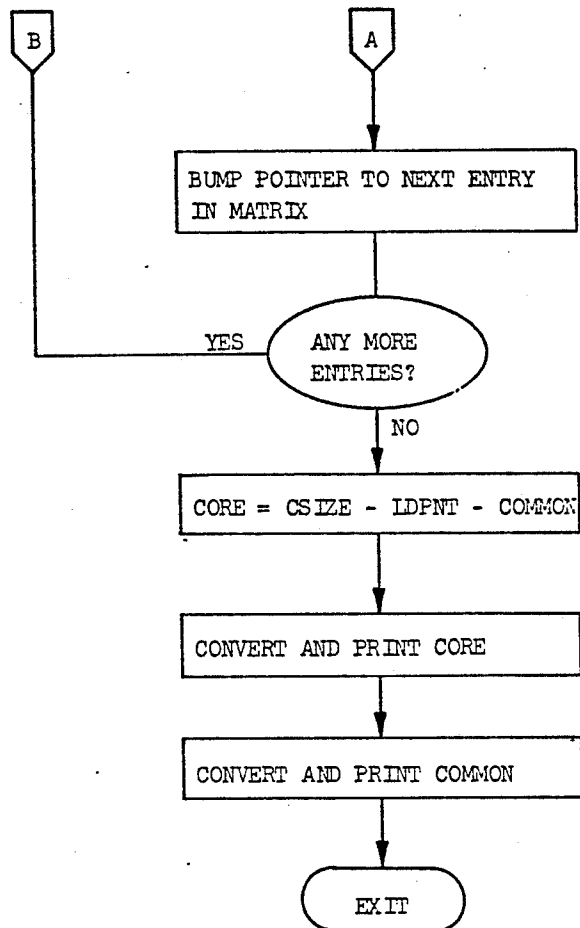 B
A
BUMP POINTER TO NEXT ENTRY
IN MATRIX
YES
ANY MORE
ENTRIES?
NO
CORE = CSIZE - LDPNT - COMMON
CONVERT AND PRINT CORE
CONVERT AND PRINT COMMON
EXIT